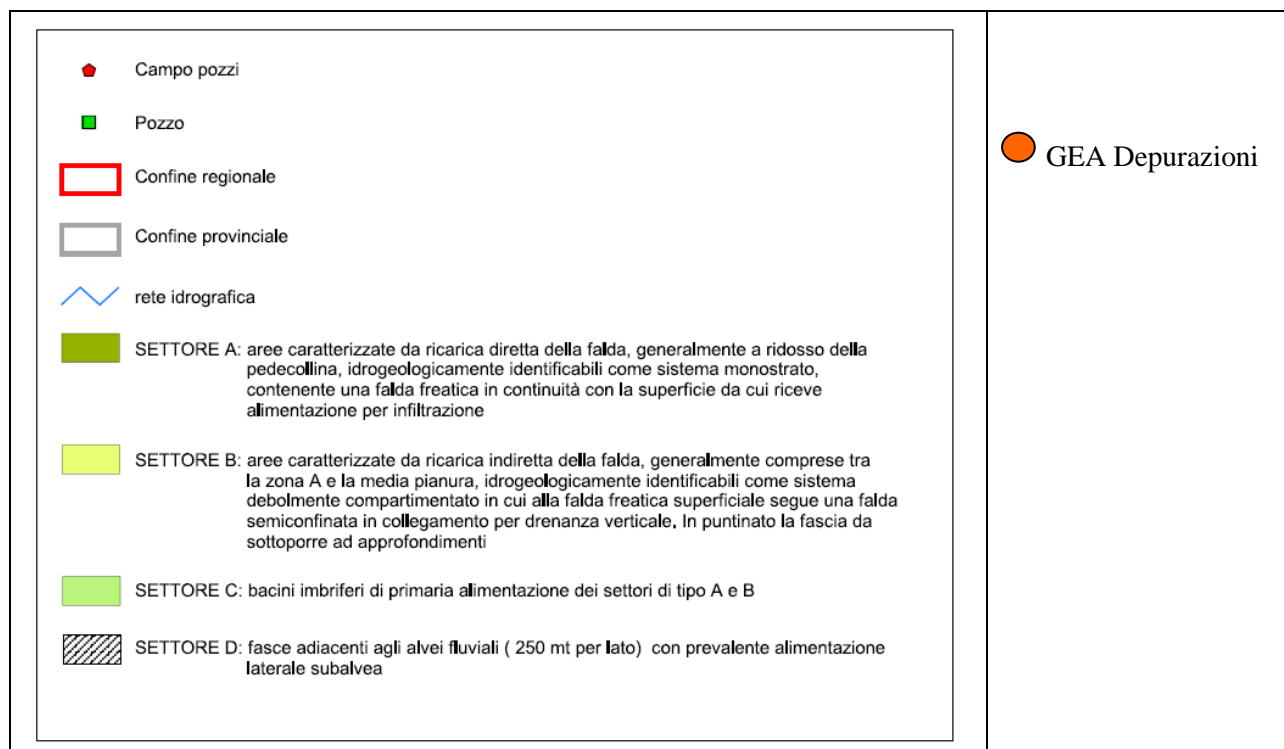 Campo pozzi
Pozzo
Confine regionale
Confine provinciale
rete idrografica
SETTORE A: aree caratterizzate da ricarica diretta della falda, generalmente a ridosso della
pedecollina, idrogeologicamente identificabili come sistema monostrato,
contenente una falda freatica in continuità con la superficie da cui riceve
alimentazione per infiltrazione
SETTORE B: aree caratterizzate da ricarica indiretta della falda, generalmente comprese tra
la zona A e la media pianura, idrogeologicamente identificabili come sistema
debolmente compartimentato in cui alla falda freatica superficiale segue una falda
semiconfinata in collegamento per drenanza verticale. In puntinato la fascia da
sottoporre ad approfondimenti
SETTORE C: bacini imbriferi di primaria alimentazione dei settori di tipo A e B
SETTORE D: fasce adiacenti agli alvei fluviali ( 250 mt per lato) con prevalente alimentazione
laterale subalvea
GEA Depurazioni